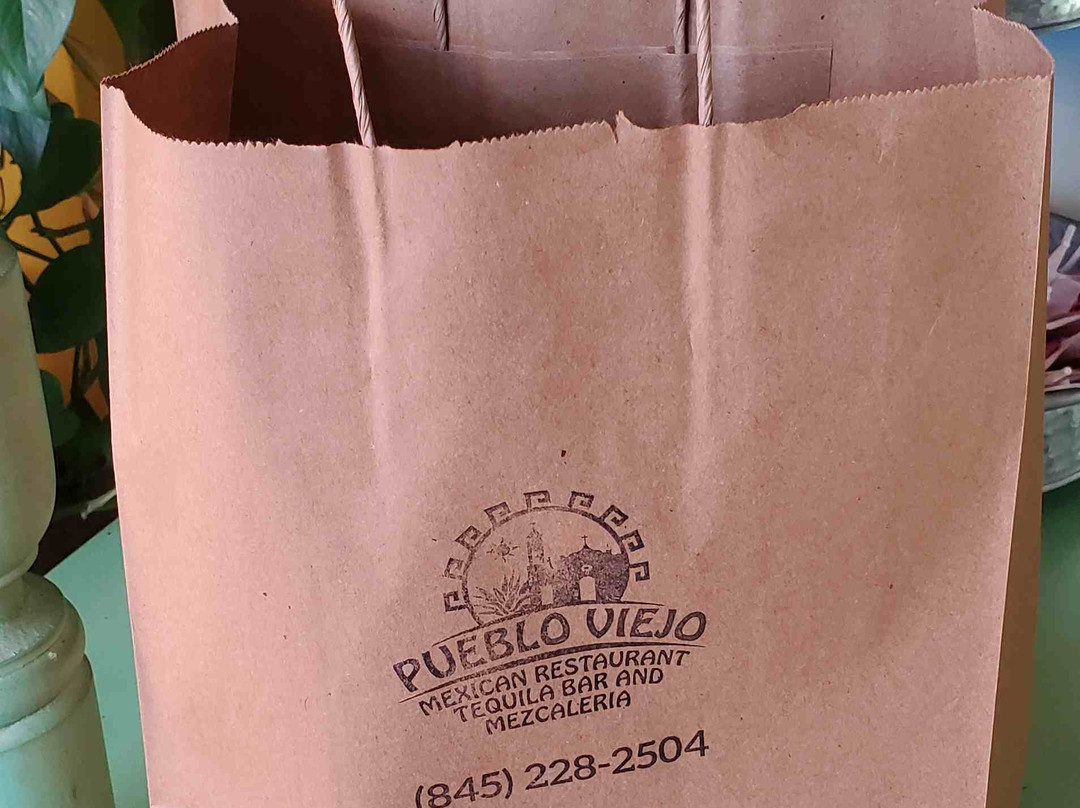 PUEBLO VIEJO
MEXICAN RESTAURANT
TEQUILA BAR AND
MEZCALERIA
(845) 228-2504